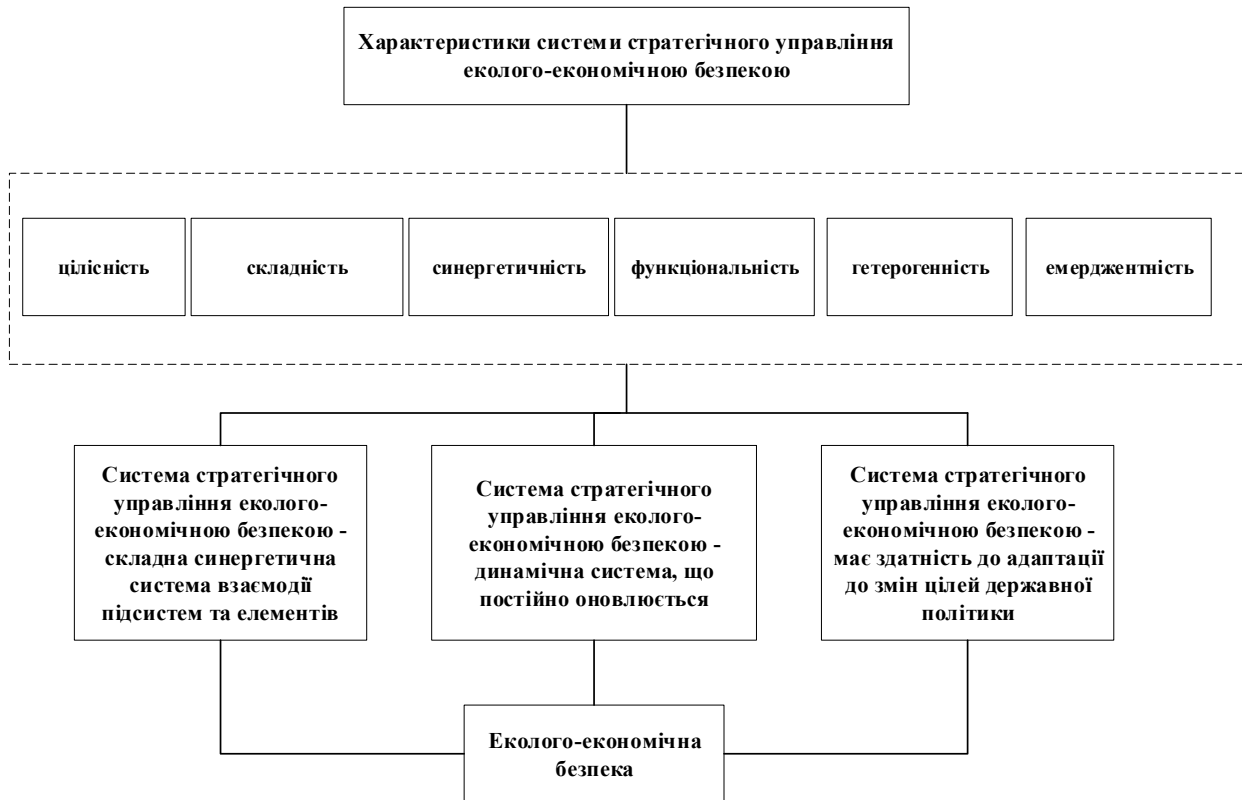 Характеристики системи стратегічного управління
еколого-економічною безпекою
цілісність
складність
синергетичність
функціональність
гетерогенність
емерджентність
Система стратегічного
управління еколого-
економічною безпекою -
складна синергетична
система взаємодії
підсистем та елементів
Система стратегічного
управління еколого-
економічною безпекою -
динамічна система, що
постійно оновлюється
Система стратегічного
управління еколого-
економічною безпекою -
має здатність до адаптації
до змін цілей державної
політики
Еколого-економічна
безпека